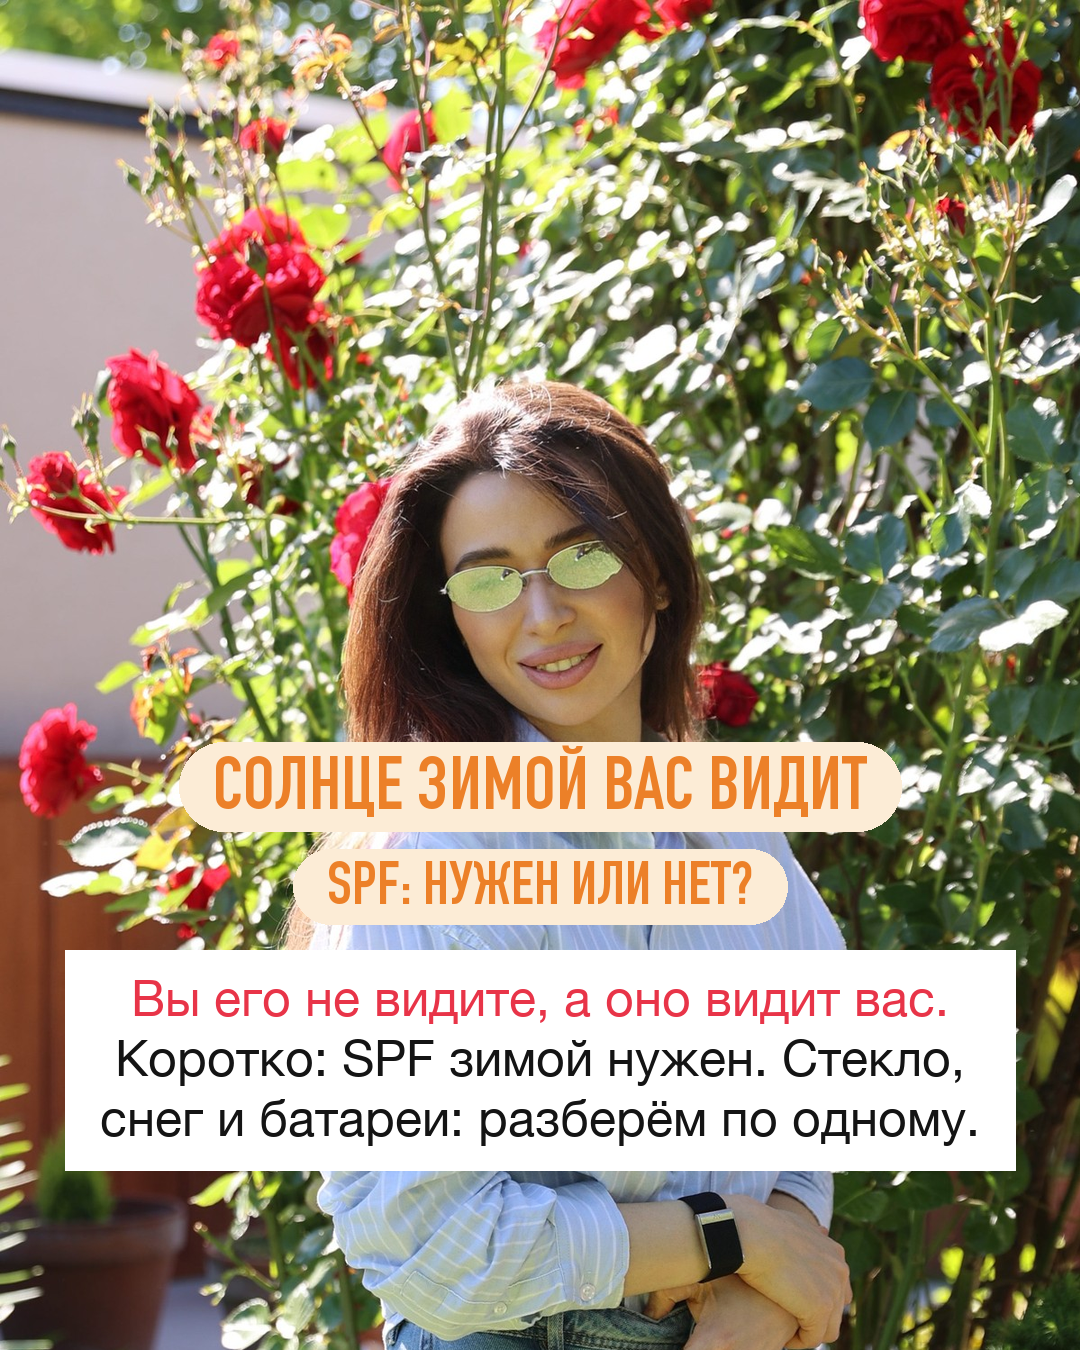 СОЛНЦЕ ЗИМОЙ ВАС ВИДИТ
SPF: НУЖЕН ИЛИ НЕТ?
Вы его не видите, а оно видит вас.
Коротко: SPF зимой нужен. Стекло,
снег и батареи: разберём по одному.